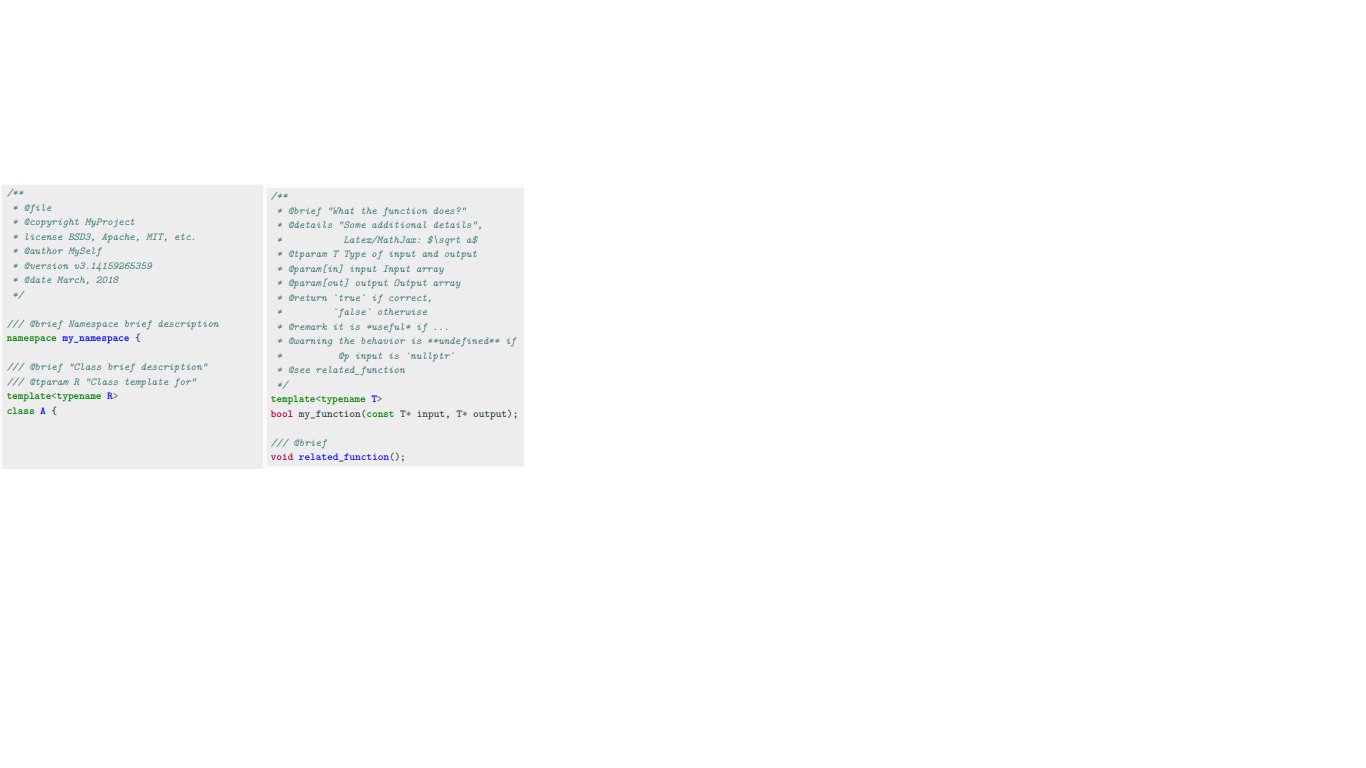 /**
 * @file
 * @copyright MyProject
 * license BSD3, Apache, MIT, etc.
 * @author MySelf
 * @version v3.14159265359
 * @date March, 2018
 */

/// @brief Namespace brief description
namespace my_namespace {

/// @brief "Class brief description"
/// @tparam R "Class template for"
template<typename R>
class A {

/**
 * @brief "What the function does?"
 * @details "Some additional details",
 *          Latex/MathJax: $\sqrt a$
 * @tparam T Type of input and output
 * @param[in] input Input array
 * @param[out] output Output array
 * @return `true` if correct,
 *         `false` otherwise
 * @remark it is *useful* if ...
 * @warning the behavior is **undefined** if
 *          @p input is `nullptr`
 * @see related_function
 */
template<typename T>
bool my_function(const T* input, T* output);

/// @brief
void related_function();